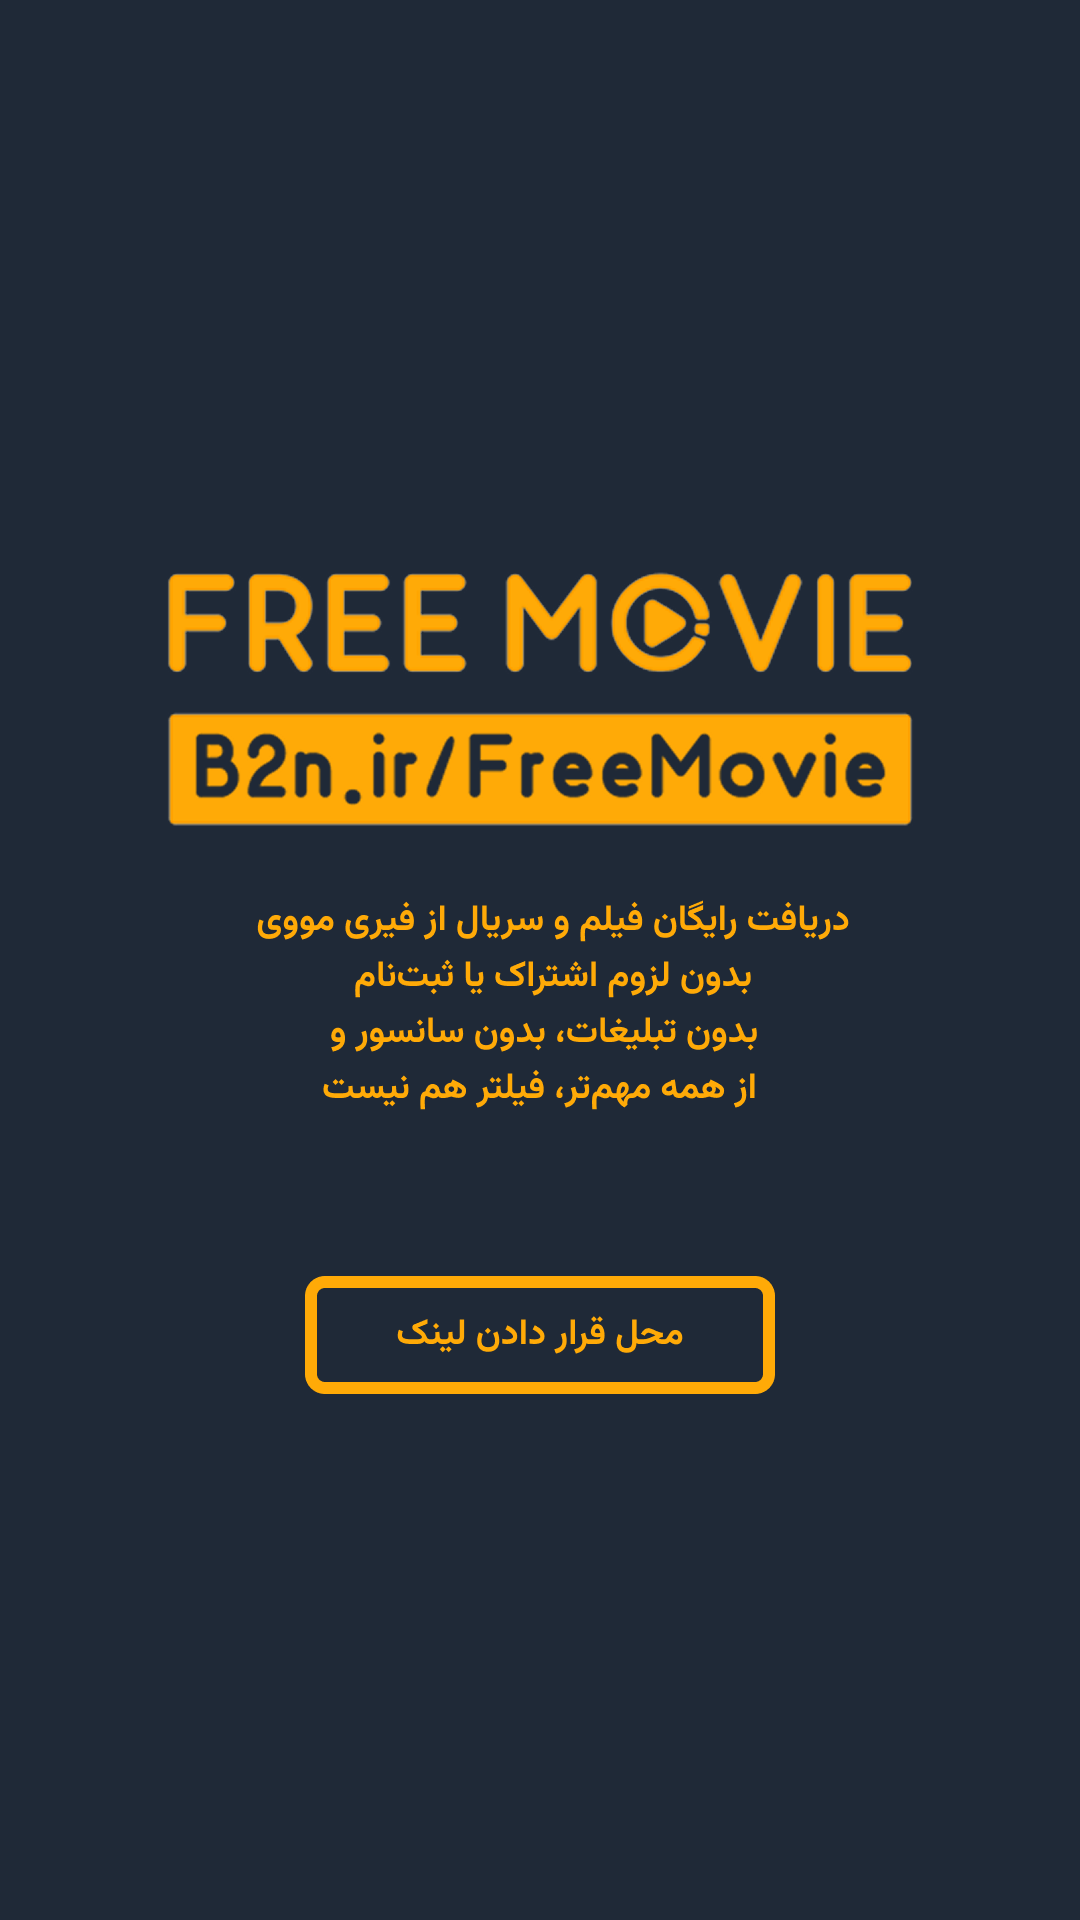 FREE MOVIE
B2n.ir/FreeMovie
دریافت رایگان فیلم و سریال از فیری مووی
بدون لزوم اشتراک یا ثبت‌نام
بدون تبلیغات، بدون سانسور و
از همه مهم‌تر، فیلتر هم نیست
محل قرار دادن لینک